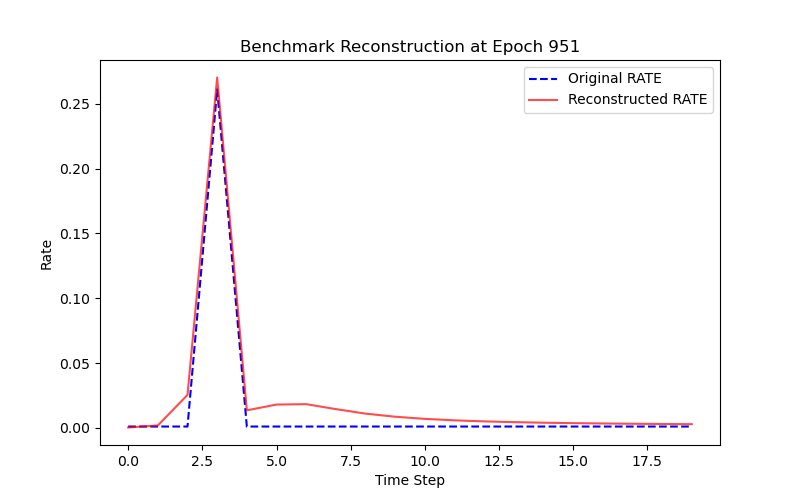 Benchmark Reconstruction at Epoch 951
Original RATE
Reconstructed RATE
Rate
0.25
0.20
0.15
0.10
0.05
0.00
0.0 2.5 5.0 7.5 10.0 12.5 15.0 17.5
Time Step